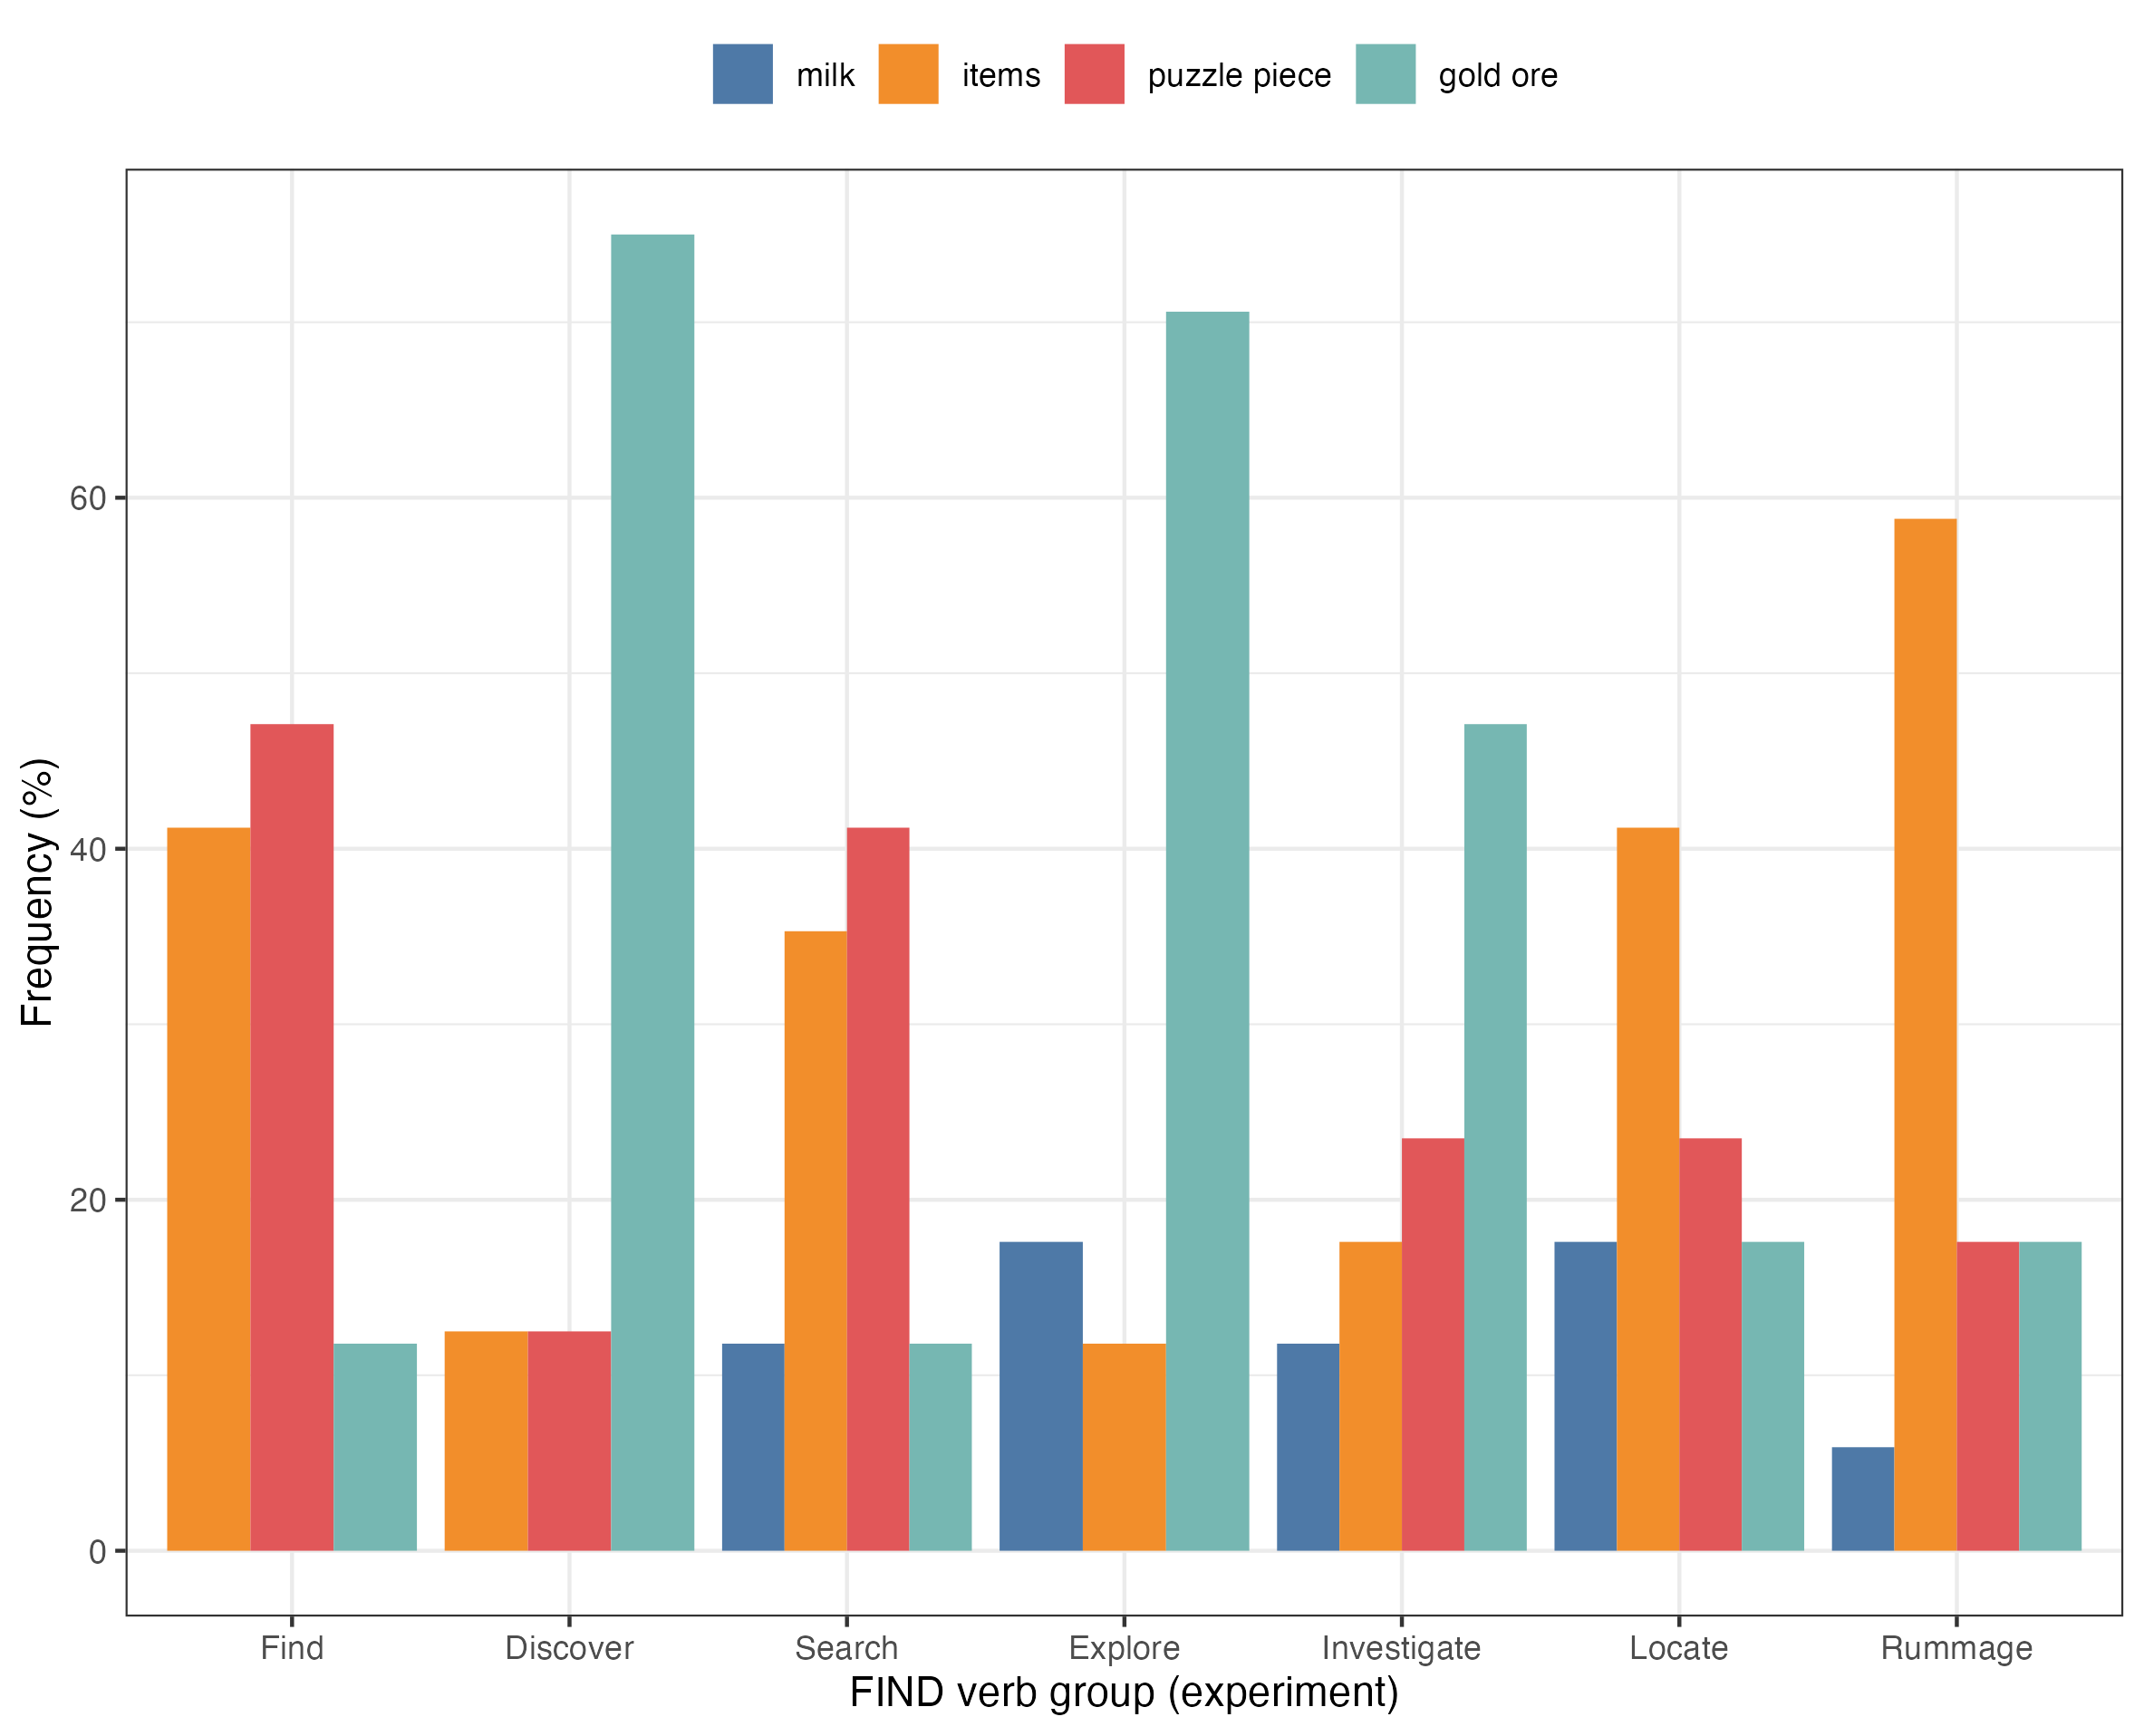 milk items puzzle piece gold ore
Frequency (%)
60
40
20
0
Find Discover Search Explore Investigate Locate Rummage
FIND verb group (experiment)